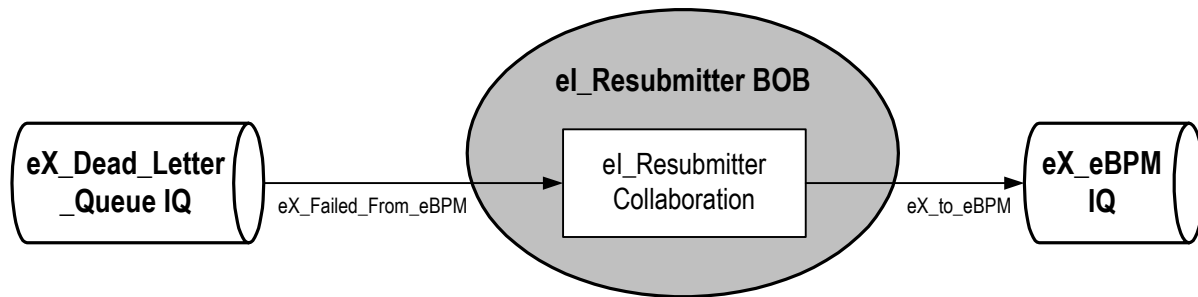 eX_Dead_Letter
_Queue IQ
eX_Failed_From_eBPM
eI_Resubmitter BOB
eI_Resubmitter
Collaboration
eX_to_eBPM
eX_eBPM
IQ